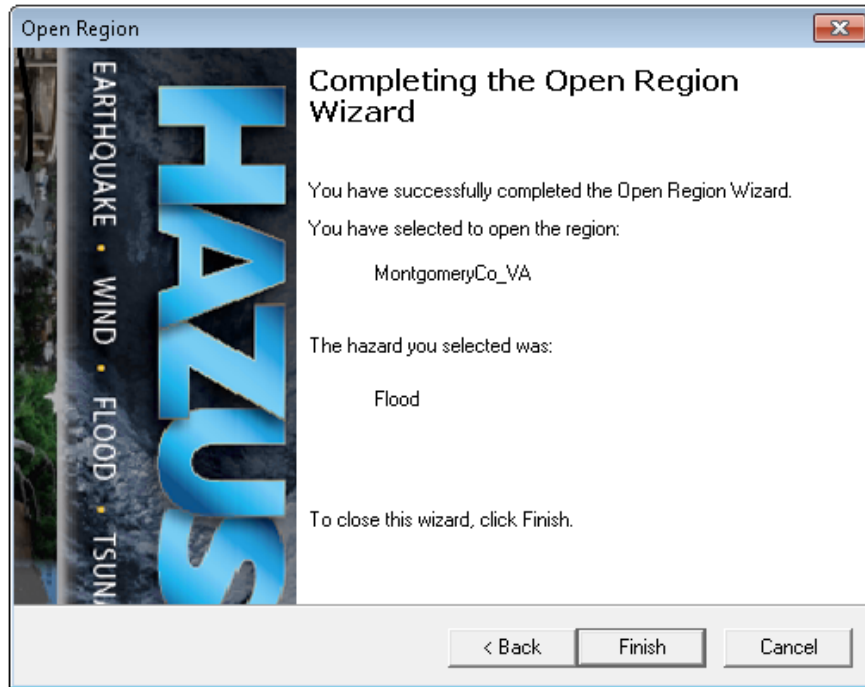 Open Region
EARTHQUAKE • WIND • FLOOD • TSUN
HAZUS
Completing the Open Region
Wizard
You have successfully completed the Open Region Wizard.
You have selected to open the region:
MontgomeryCo_VA
The hazard you selected was:
Flood
To close this wizard, click Finish.
< Back
Finish
Cancel